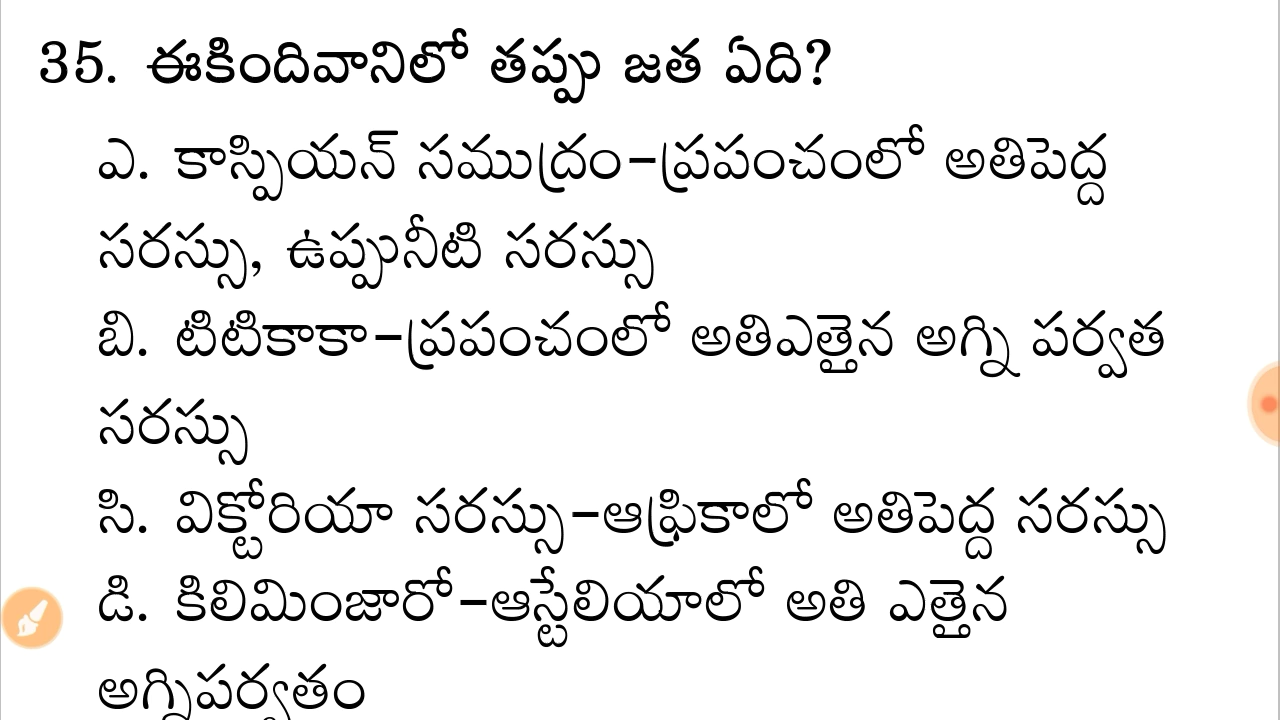 35. ఈకిందివానిలో తప్పు జత ఏది?
ఎ. కాస్పియన్ సముద్రం-ప్రపంచంలో అతిపెద్ద
సరస్సు, ఉప్పునీటి సరస్సు
బి. టిటికాకా-ప్రపంచంలో అతిఎత్తైన అగ్ని పర్వత
సరస్సు
సి. విక్టోరియా సరస్సు-ఆఫ్రికాలో అతిపెద్ద సరస్సు
డి. కిలిమింజారో-ఆస్టేలియాలో అతి ఎత్తైన
అగ్నిపర్వతం